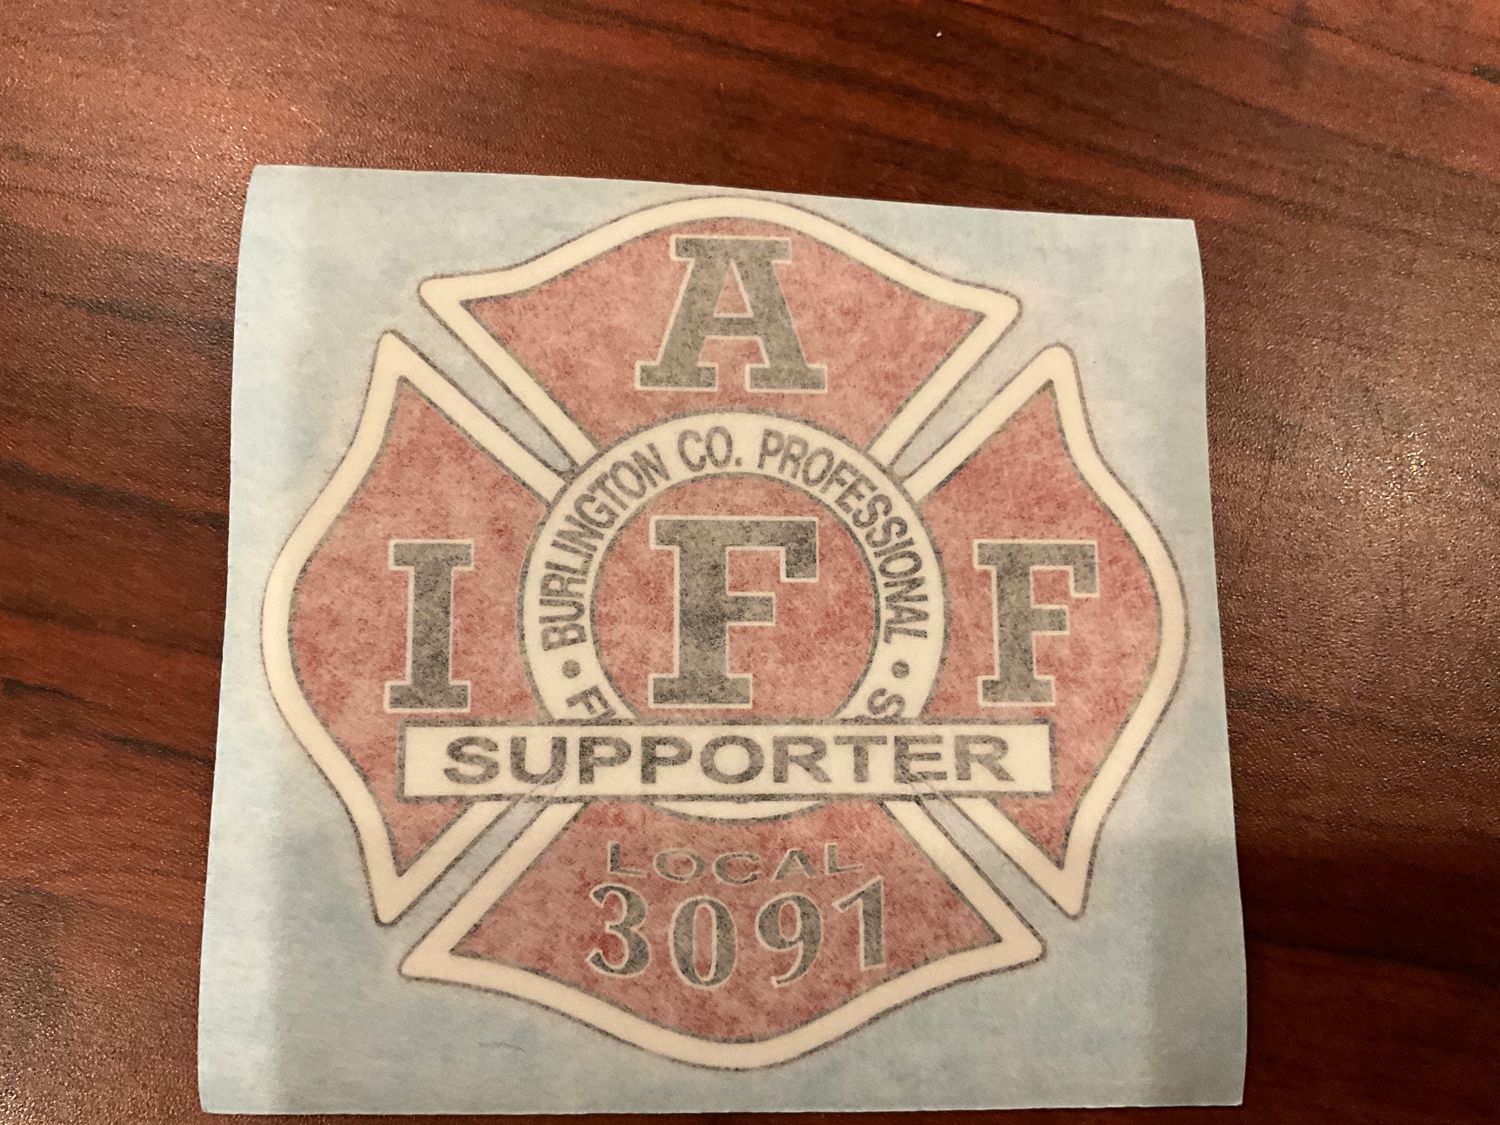 A
BURLINGTON CO. PROFESSIONAL
I F F
SUPPORTER
LOCAL
3091